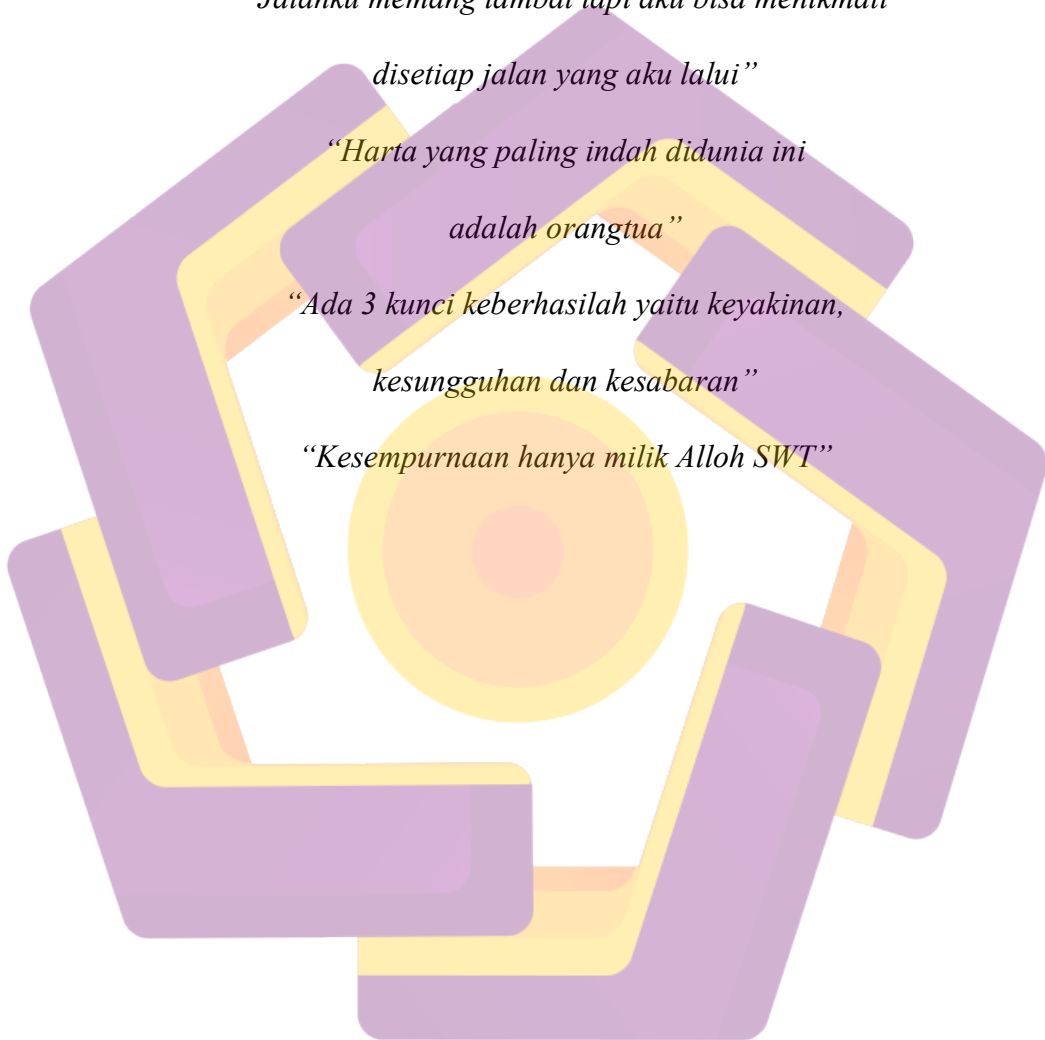 Jalanku memang lambat tapi aku bisa menikmati
disetiap jalan yang aku lalui”
“Harta yang paling indah didunia ini
adalah orangtua”
“Ada 3 kunci keberhasilah yaitu keyakinan,
kesungguhan dan kesabaran”
“Kesempurnaan hanya milik Alloh SWT”